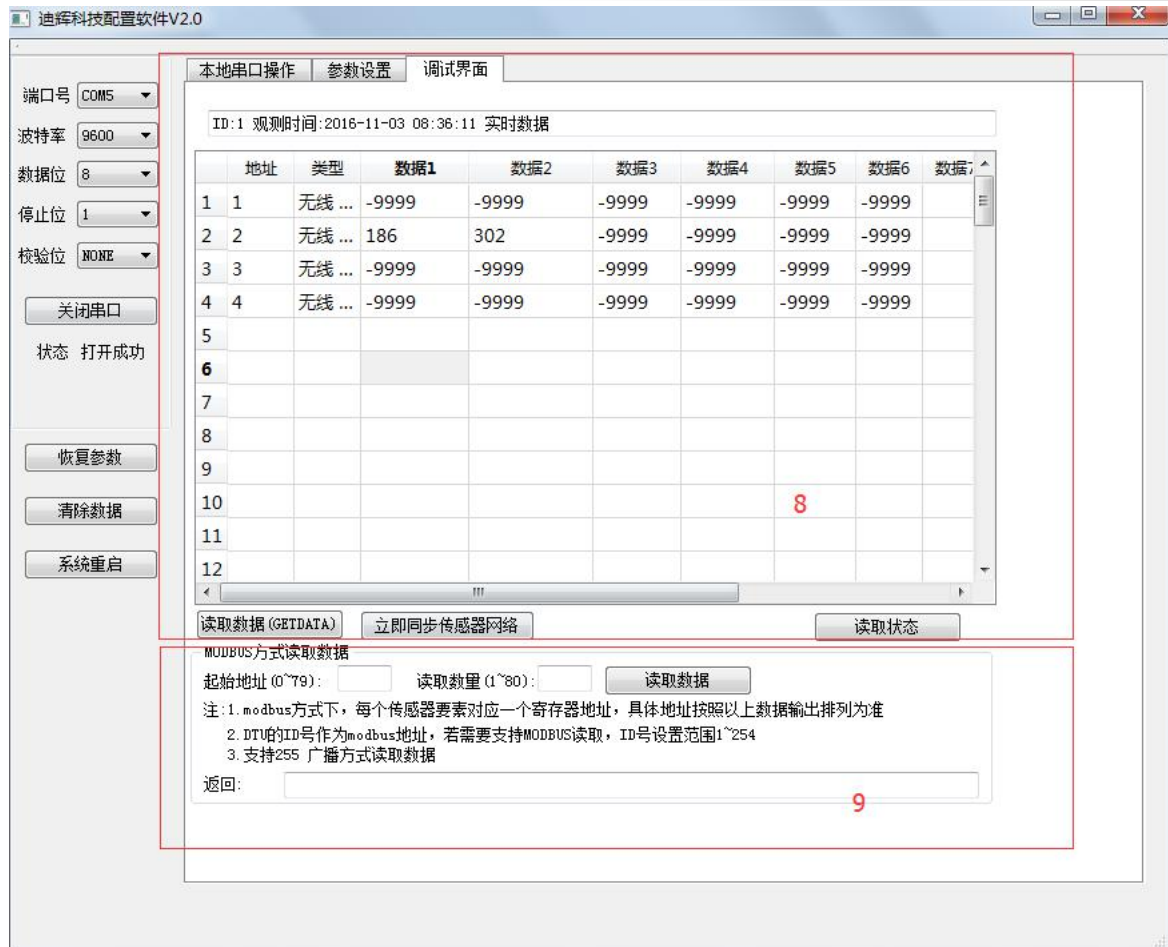 迪辉科技配置软件V2.0
本地串口操作 参数设置 调试界面
端口号 COM5
波特率 9600
数据位 8
停止位 1
校验位 NONE
关闭串口
状态 打开成功
恢复参数
清除数据
系统重启
ID:1 观测时间:2016-11-03 08:36:11 实时数据
地址 类型 数据1 数据2 数据3 数据4 数据5 数据6 数据7
1 1 无线 ... -9999 -9999 -9999 -9999 -9999 -9999
2 2 无线 ... 186 302 -9999 -9999 -9999 -9999
3 3 无线 ... -9999 -9999 -9999 -9999 -9999 -9999
4 4 无线 ... -9999 -9999 -9999 -9999 -9999 -9999
5
6
7
8
9
10
8
11
12
读取数据(GETDATA) 立即同步传感器网络 读取状态
MODBUS方式读取数据
起始地址(0~79): 读取数量(1~80): 读取数据
注:1.modbus方式下，每个传感器要素对应一个寄存器地址，具体地址按照以上数据输出排列为准
2.DTU的ID号作为modbus地址，若需要支持MODBUS读取，ID号设置范围1~254
3.支持255 广播方式读取数据
返回:
9